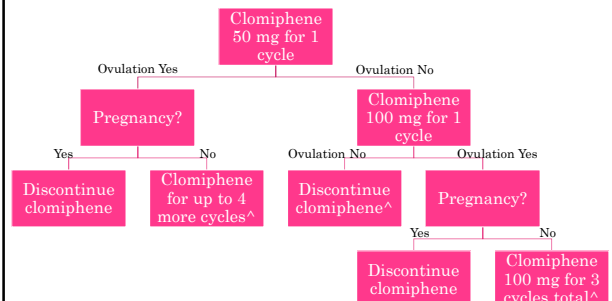 Clomiphene
50 mg for 1
cycle
Ovulation Yes
Ovulation No
Pregnancy?
Clomiphene
100 mg for 1
cycle
Yes
No
Ovulation No
Ovulation Yes
Discontinue
clomiphene
Clomiphene
for up to 4
more cycles^
Discontinue
clomiphene^
Pregnancy?
Yes
No
Discontinue
clomiphene
Clomiphene
100 mg for 3
cycles total^